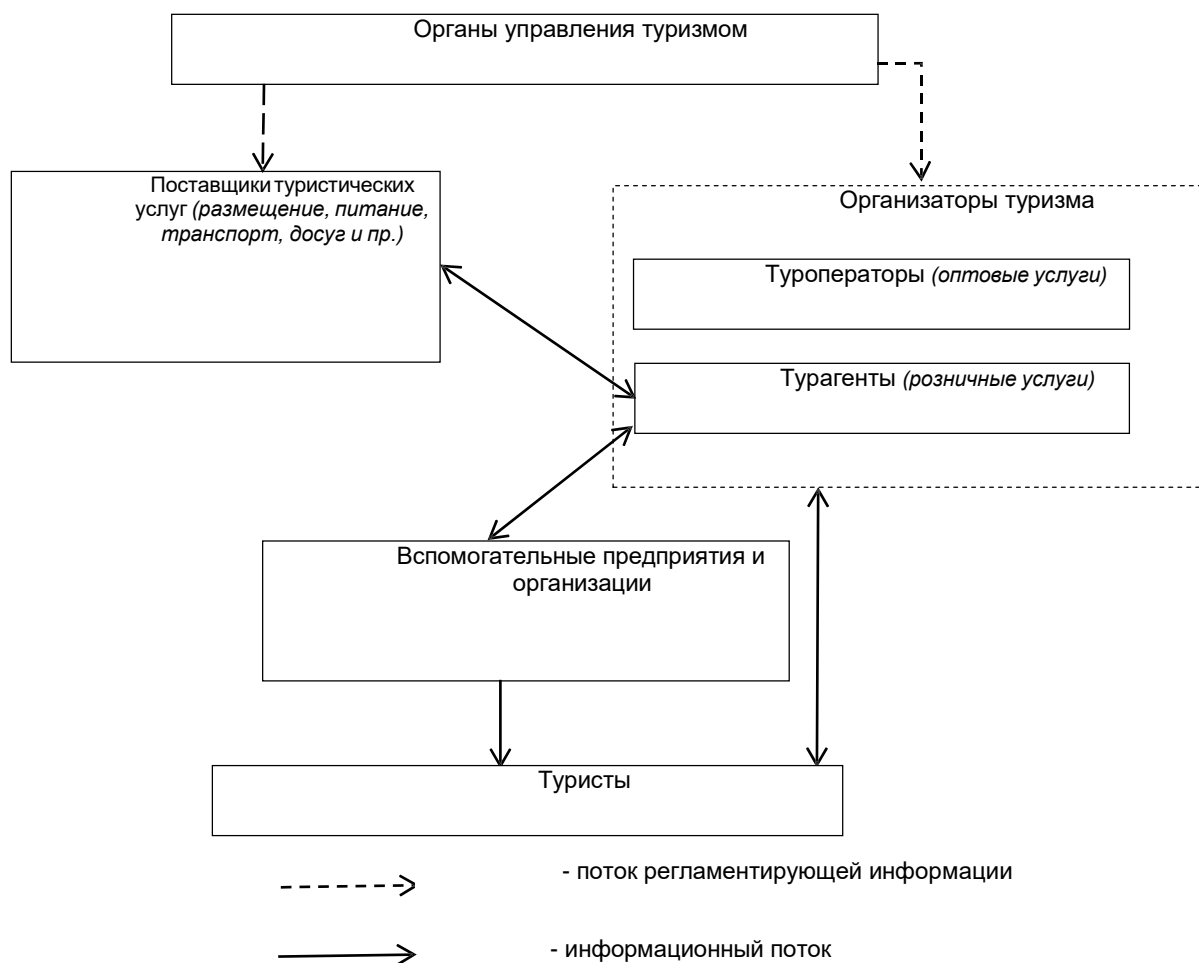 Органы управления туризмом
Поставщики туристических
услуг (размещение, питание,
транспорт, досуг и пр.)
Организаторы туризма
Туроператоры (оптовые услуги)
Турагенты (розничные услуги)
Вспомогательные предприятия и
организации
Туристы
- поток регламентирующей информации
- информационный поток